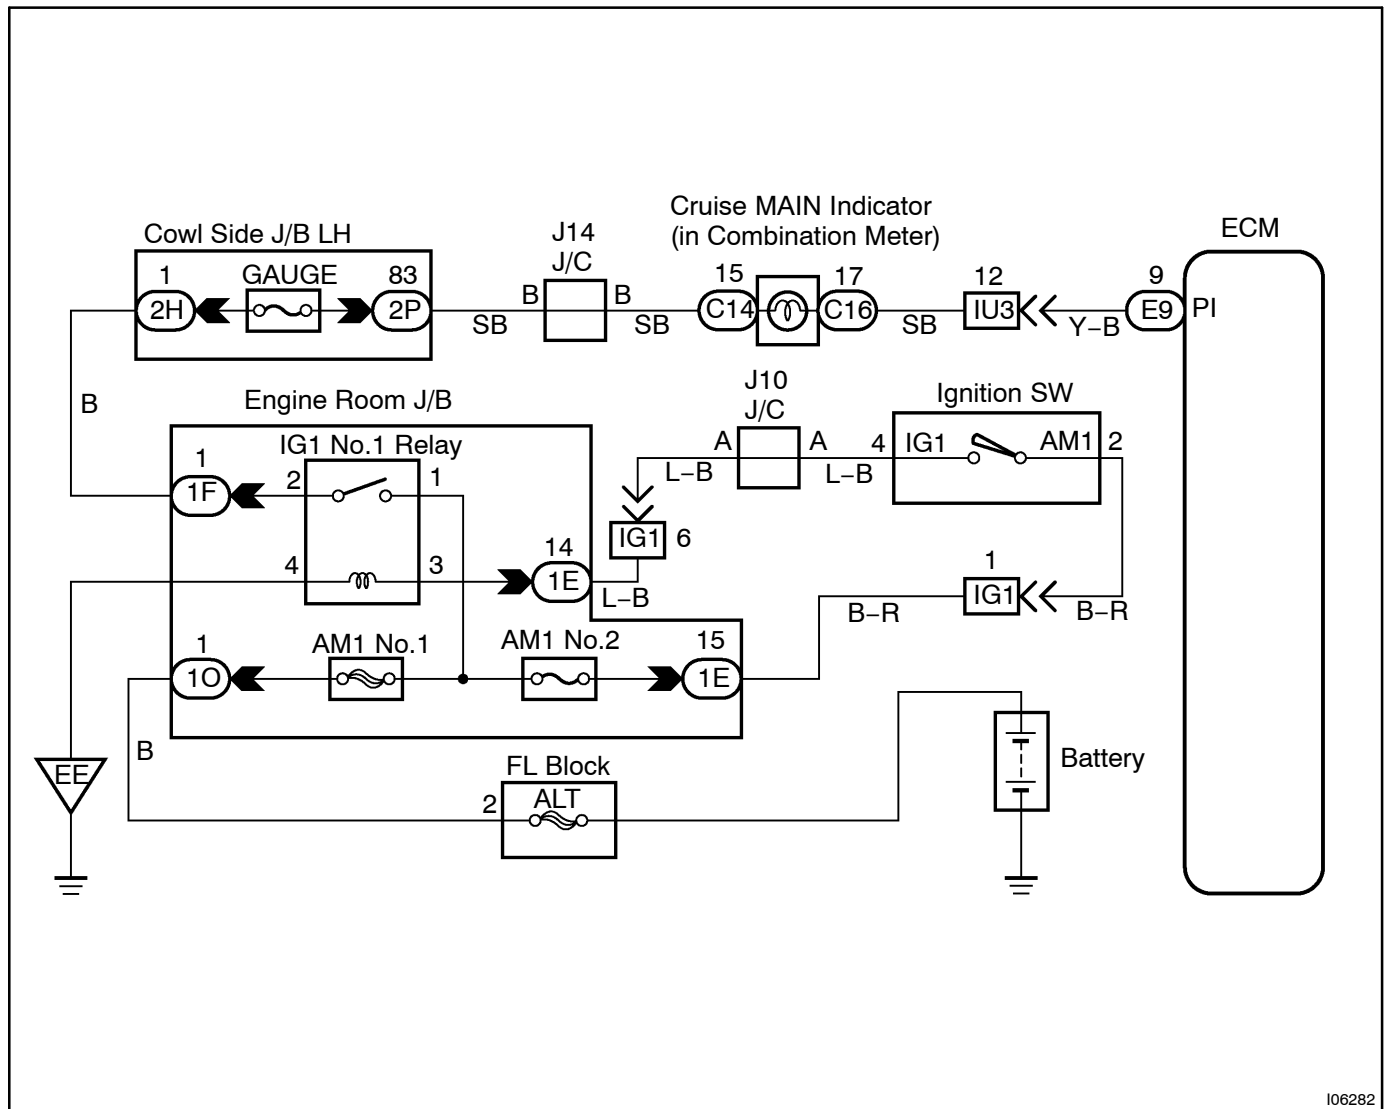 Cruise MAIN Indicator
(in Combination Meter)
ECM
Cowl Side J/B LH
J14
J/C
1
GAUGE
83
15
17
12
9
2H
2P
B
B
C14
C16
IU3
E9
PI
SB
SB
SB
Y-B
B
Engine Room J/B
J10
J/C
Ignition SW
IG1 No.1 Relay
A
A
4
IG1
AM1
2
1
2
1
L-B
L-B
1F
IG1
6
4
3
14
1
1E
L-B
IG1
B-R
B-R
1
AM1 No.1
AM1 No.2
15
1O
1E
B
EE
FL Block
Battery
2
ALT
I06282